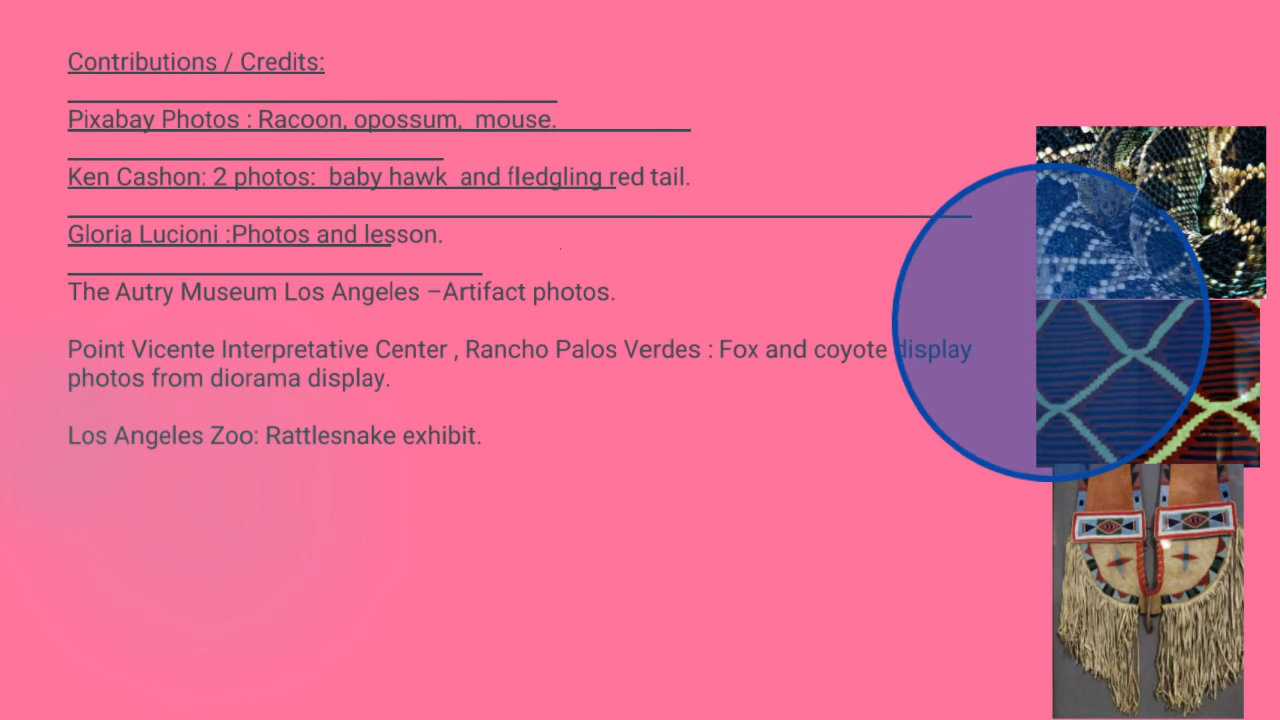 Contributions / Credits:
Pixabay Photos : Racoon, opossum,  mouse.
Ken Cashon: 2 photos:  baby hawk  and fledgling red tail.
Gloria Lucioni :Photos and lesson.
The Autry Museum Los Angeles –Artifact photos.
Point Vicente Interpretative Center , Rancho Palos Verdes : Fox and coyote display
photos from diorama display.
Los Angeles Zoo: Rattlesnake exhibit.